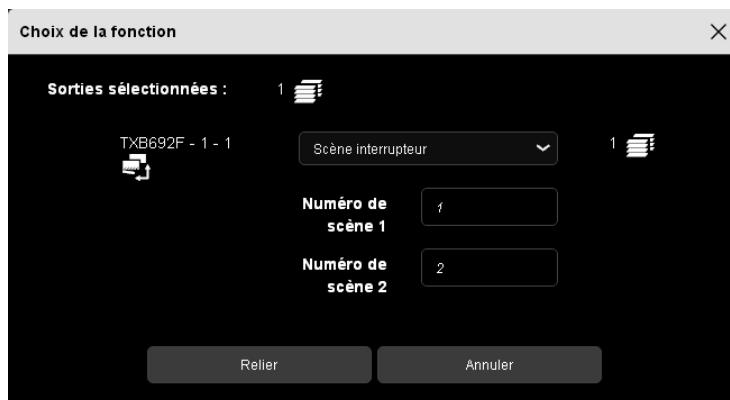 Choix de la fonction
Sorties sélectionnées :
1
TXB692F - 1 - 1
Scène interrupteur
1
Numéro de
scène 1
1
Numéro de
scène 2
2
Relier
Annuler